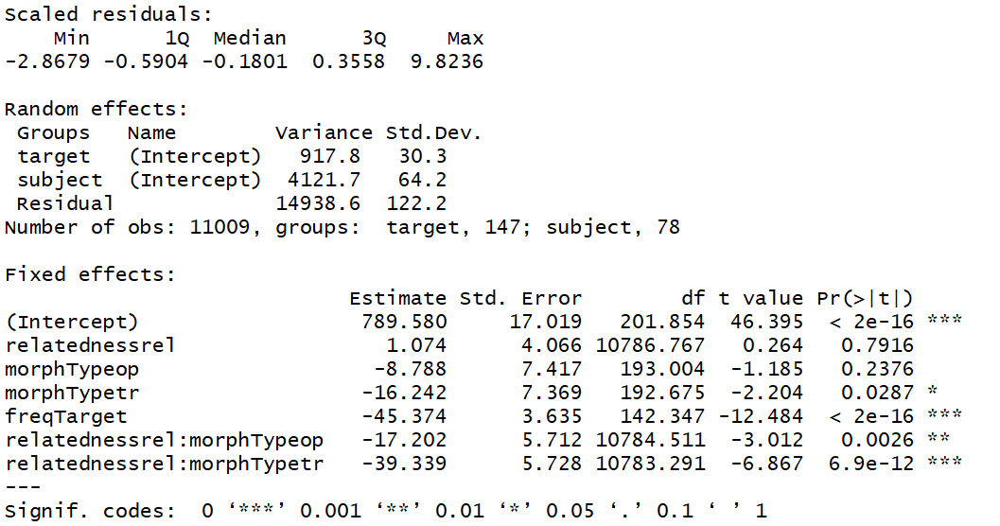 Scaled residuals:
    Min      1Q  Median      3Q     Max
-2.8679 -0.5904 -0.1801  0.3558  9.8236

Random effects:
 Groups   Name        Variance Std.Dev.
 target   (Intercept)   917.8   30.3
 subject  (Intercept)  4121.7   64.2
 Residual             14938.6  122.2
Number of obs: 11009, groups:  target, 147; subject, 78

Fixed effects:
                            Estimate Std. Error        df t value Pr(>|t|)
(Intercept)                  789.580     17.019   201.854  46.395  < 2e-16 ***
relatednessrel                 1.074      4.066 10786.767   0.264   0.7916
morphTypeop                   -8.788      7.417   193.004  -1.185   0.2376
morphTypetr                  -16.242      7.369   192.675  -2.204   0.0287 *
freqTarget                   -45.374      3.635   142.347 -12.484  < 2e-16 ***
relatednessrel:morphTypeop   -17.202      5.712 10784.511  -3.012   0.0026 **
relatednessrel:morphTypetr   -39.339      5.728 10783.291  -6.867  6.9e-12 ***
---
Signif. codes:  0 ‘***’ 0.001 ‘**’ 0.01 ‘*’ 0.05 ‘.’ 0.1 ‘ ’ 1